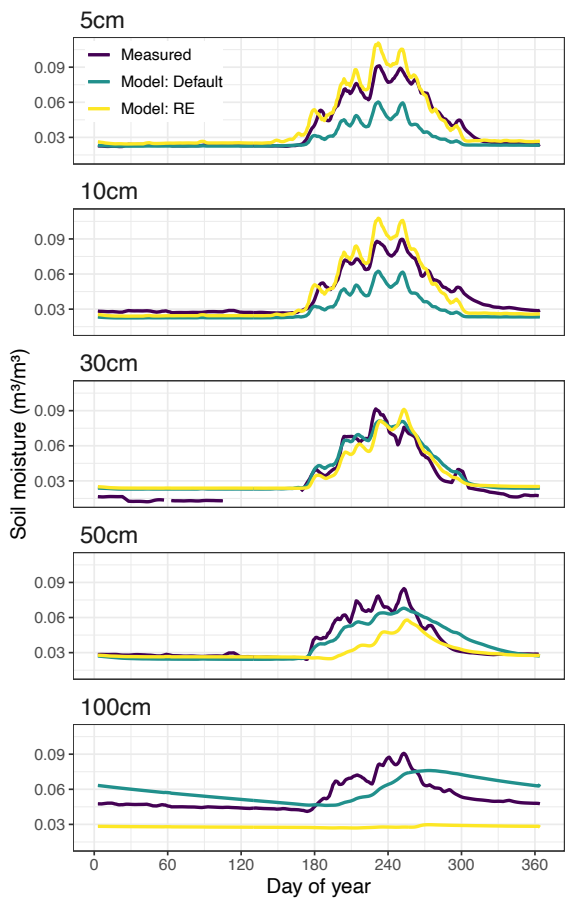 5cm
Measured
Model: Default
Model: RE
0.09
0.06
0.03
10cm
0.09
0.06
0.03
30cm
0.09
0.06
0.03
50cm
0.09
0.06
0.03
100cm
0.09
0.06
0.03
Soil moisture (m³/m³)
0 60 120 180 240 300 360
Day of year